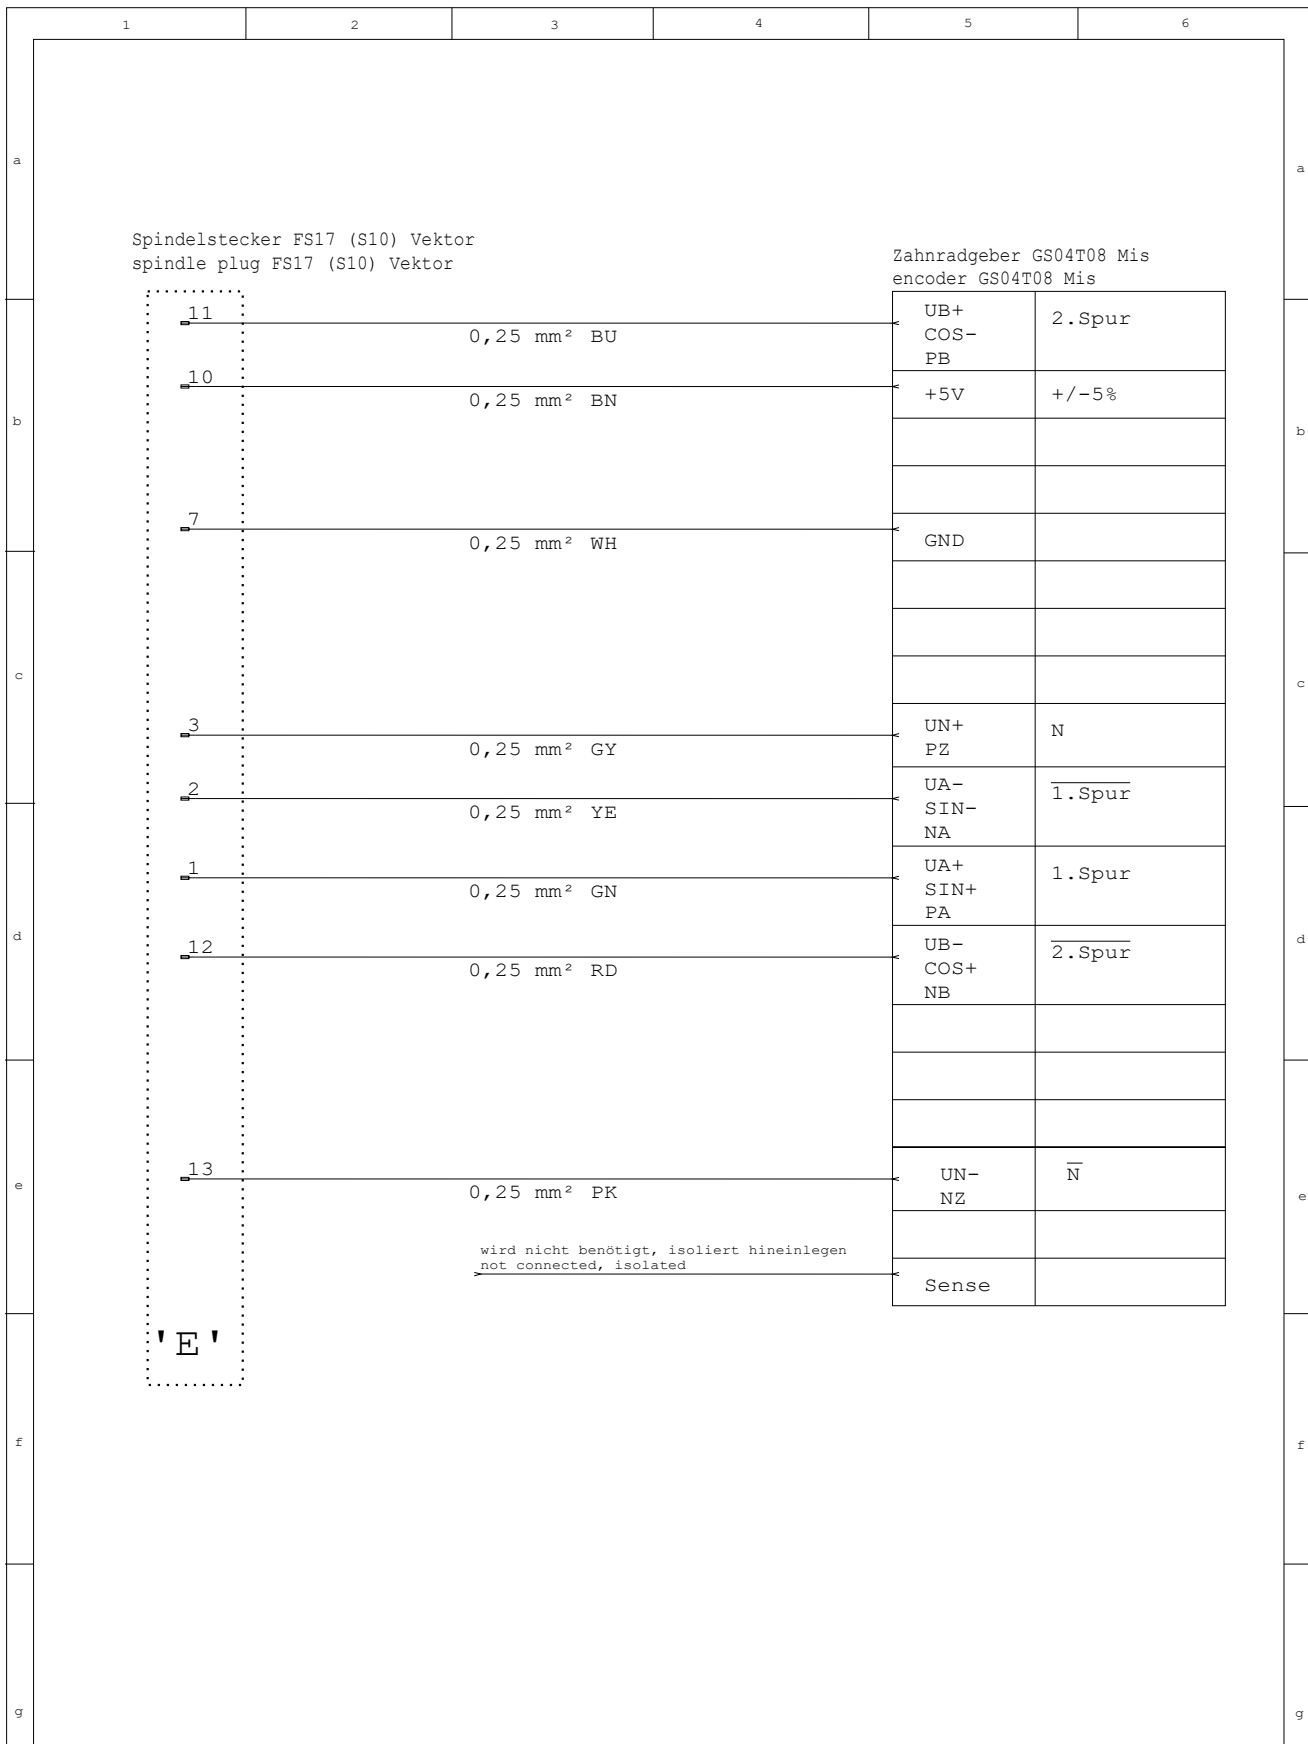 1 2 3 4 5 6
a a
Spindelstecker FS17 (S10) Vektor
spindle plug FS17 (S10) Vektor
Zahnradgeber GS04T08 Mis
encoder GS04T08 Mis
11
0,25 mm² BU
UB+
COS-
PB
2.Spur
10
0,25 mm² BN
+5V
+/-5%
b b
7
0,25 mm² WH
GND
c c
3
0,25 mm² GY
UN+
PZ
N
2
0,25 mm² YE
UA-
SIN-
NA
1.Spur
1
0,25 mm² GN
UA+
SIN+
PA
1.Spur
d d
12
0,25 mm² RD
UB-
COS+
NB
2.Spur
13
0,25 mm² PK
UN-
NZ
N
e e
wird nicht benötigt, isoliert hineinlegen
not connected, isolated
Sense
'E'
f f
g g